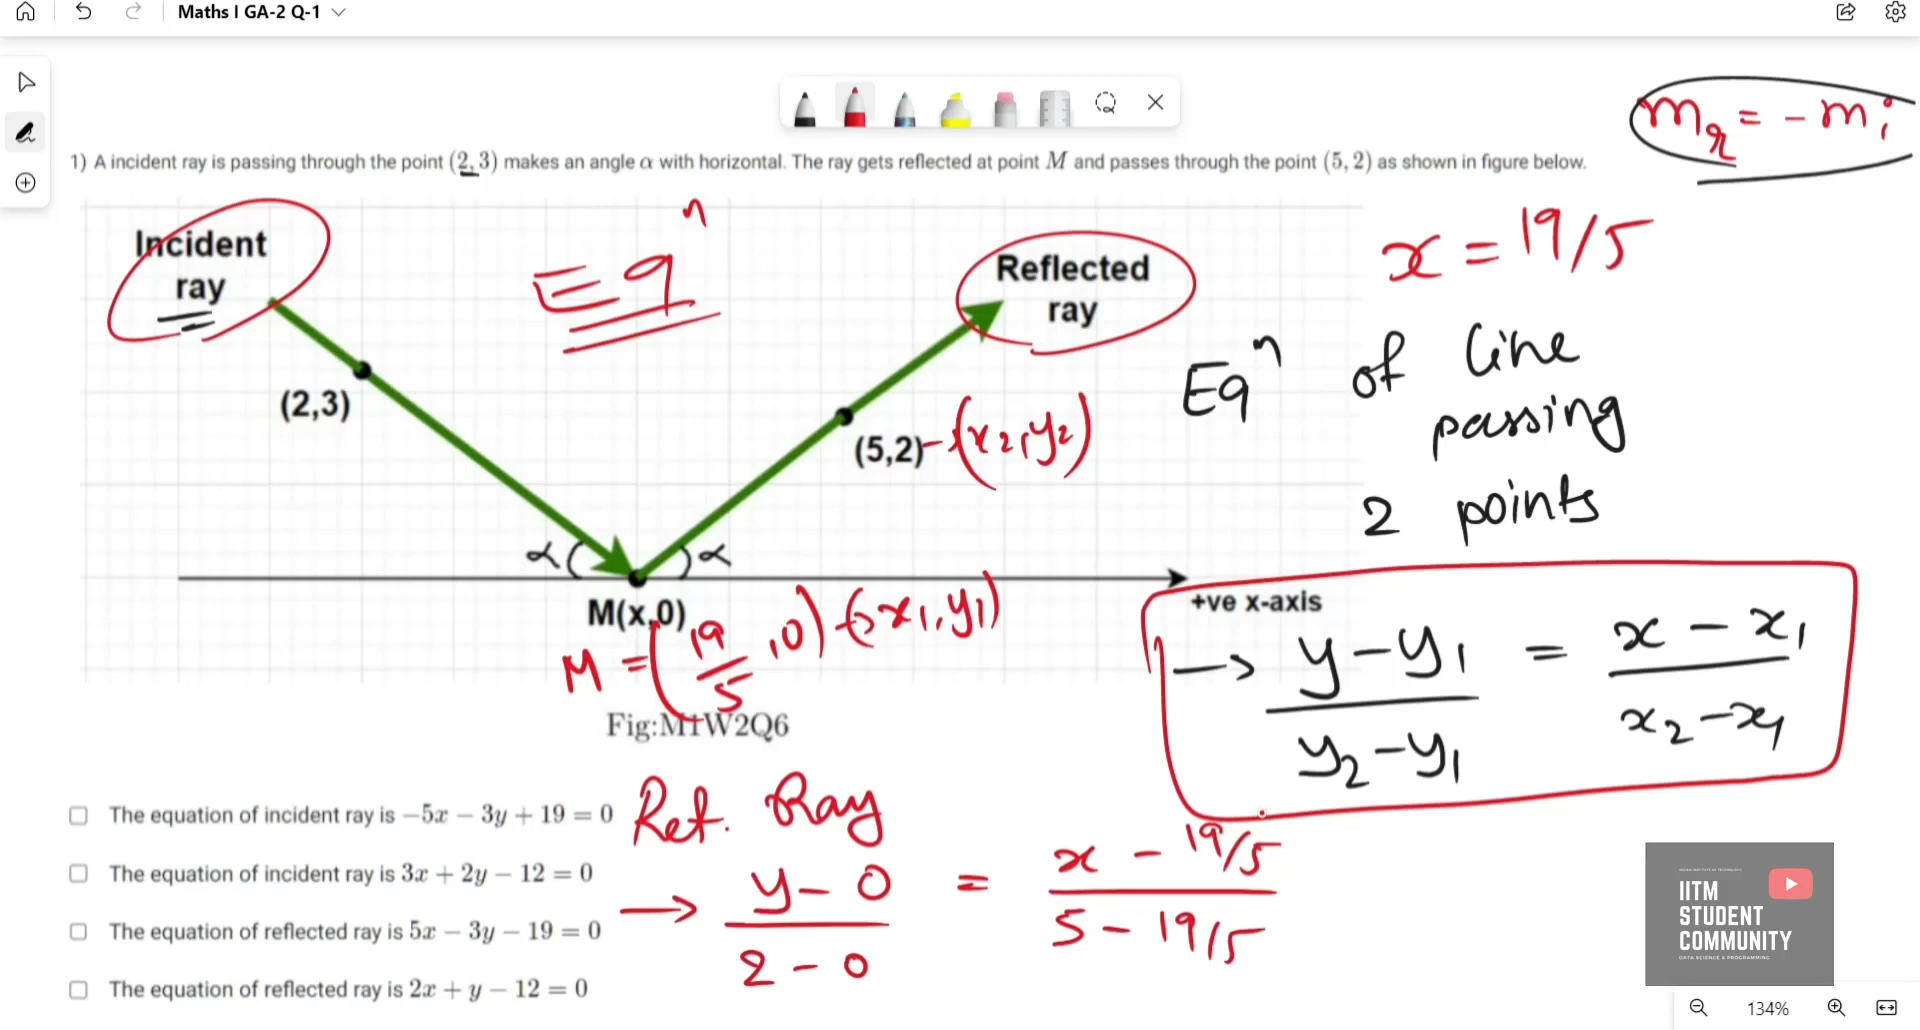 Maths I GA-2 Q-1
m_r = - m_i
1) A incident ray is passing through the point (2, 3) makes an angle α with horizontal. The ray gets reflected at point M and passes through the point (5, 2) as shown in figure below.
Incident
ray
Eqⁿ
Reflected
ray
x = 19/5
(2,3)
(5,2) → (x₂, y₂)
Eqⁿ of line
passing
2 points
α
α
M(x,0)
+ve x-axis
M = (19/5, 0) → (x₁, y₁)
→ (y - y₁)/(y₂ - y₁) = (x - x₁)/(x₂ - x₁)
Fig:M1W2Q6
The equation of incident ray is −5x − 3y + 19 = 0
The equation of incident ray is 3x + 2y − 12 = 0
The equation of reflected ray is 5x − 3y − 19 = 0
The equation of reflected ray is 2x + y − 12 = 0
Ref. Ray
→ (y - 0)/(2 - 0) = (x - 19/5)/(5 - 19/5)
IITM
STUDENT
COMMUNITY
DATA SCIENCE & PROGRAMMING
134%